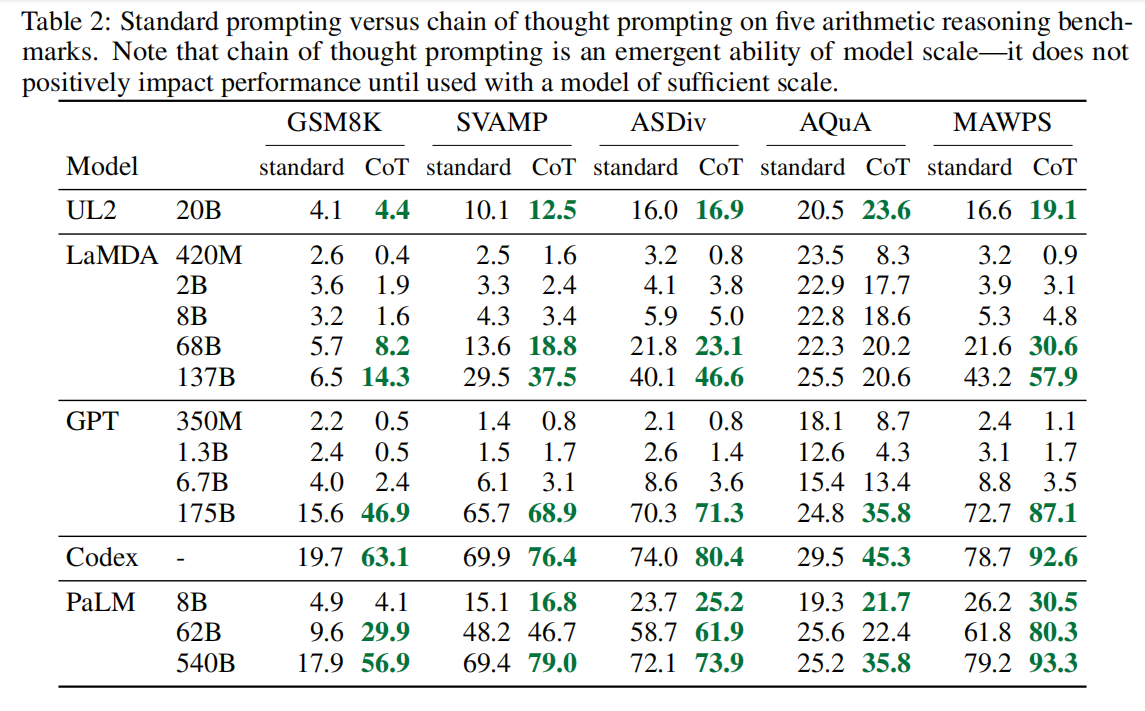 Table 2: Standard prompting versus chain of thought prompting on five arithmetic reasoning bench-
marks. Note that chain of thought prompting is an emergent ability of model scale—it does not
positively impact performance until used with a model of sufficient scale.
GSM8K SVAMP ASDiv AQuA MAWPS
Model standard CoT standard CoT standard CoT standard CoT standard CoT
UL2 20B 4.1 4.4 10.1 12.5 16.0 16.9 20.5 23.6 16.6 19.1
LaMDA 420M 2.6 0.4 2.5 1.6 3.2 0.8 23.5 8.3 3.2 0.9
2B 3.6 1.9 3.3 2.4 4.1 3.8 22.9 17.7 3.9 3.1
8B 3.2 1.6 4.3 3.4 5.9 5.0 22.8 18.6 5.3 4.8
68B 5.7 8.2 13.6 18.8 21.8 23.1 22.3 20.2 21.6 30.6
137B 6.5 14.3 29.5 37.5 40.1 46.6 25.5 20.6 43.2 57.9
GPT 350M 2.2 0.5 1.4 0.8 2.1 0.8 18.1 8.7 2.4 1.1
1.3B 2.4 0.5 1.5 1.7 2.6 1.4 12.6 4.3 3.1 1.7
6.7B 4.0 2.4 6.1 3.1 8.6 3.6 15.4 13.4 8.8 3.5
175B 15.6 46.9 65.7 68.9 70.3 71.3 24.8 35.8 72.7 87.1
Codex - 19.7 63.1 69.9 76.4 74.0 80.4 29.5 45.3 78.7 92.6
PaLM 8B 4.9 4.1 15.1 16.8 23.7 25.2 19.3 21.7 26.2 30.5
62B 9.6 29.9 48.2 46.7 58.7 61.9 25.6 22.4 61.8 80.3
540B 17.9 56.9 69.4 79.0 72.1 73.9 25.2 35.8 79.2 93.3